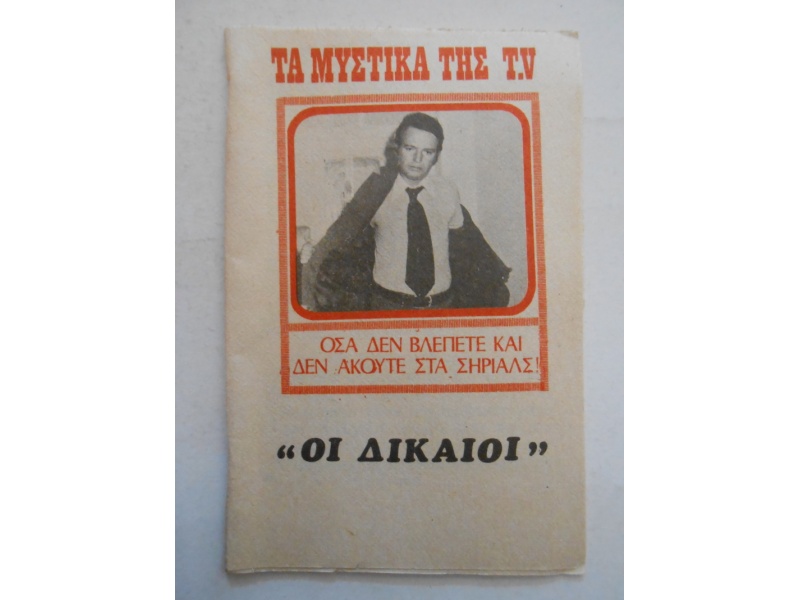 ΤΑ ΜΥΣΤΙΚΑ ΤΗΣ T.V
ΟΣΑ ΔΕΝ ΒΛΕΠΕΤΕ ΚΑΙ
ΔΕΝ ΑΚΟΥΤΕ ΣΤΑ ΣΗΡΙΑΛΣ!
“ΟΙ ΔΙΚΑΙΟΙ”